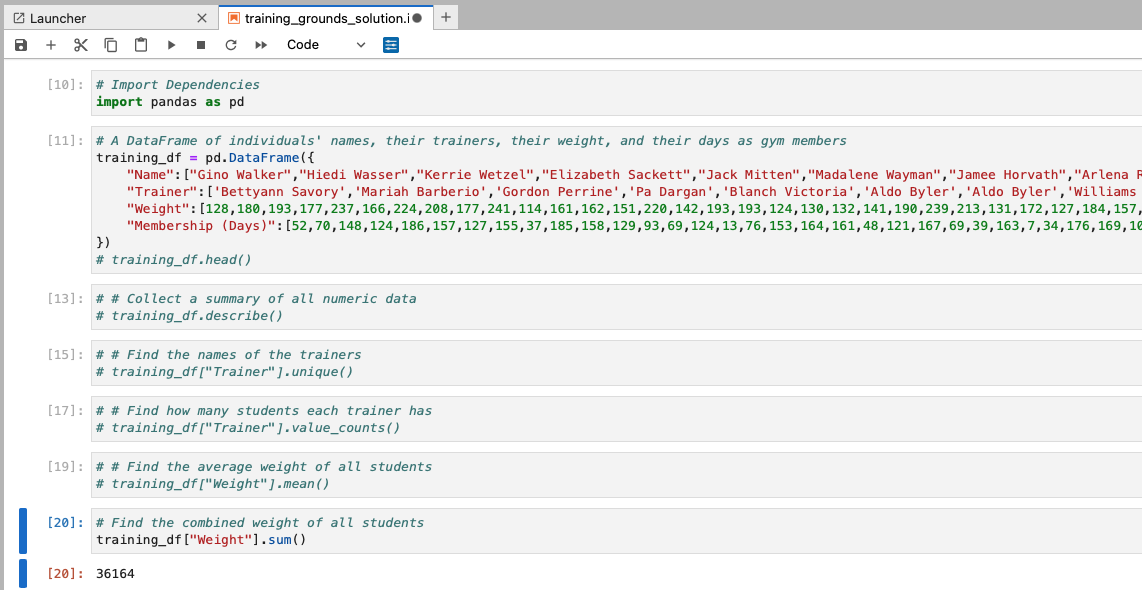 Launcher
training_grounds_solution.i
Code
[10]:
# Import Dependencies
import pandas as pd
[11]:
# A DataFrame of individuals' names, their trainers, their weight, and their days as gym members
training_df = pd.DataFrame({
"Name":["Gino Walker","Hiedi Wasser","Kerrie Wetzel","Elizabeth Sackett","Jack Mitten","Madalene Wayman","Jamee Horvath","Arlena R
"Trainer":['Bettyann Savory','Mariah Barberio','Gordon Perrine','Pa Dargan','Blanch Victoria','Aldo Byler','Aldo Byler','Williams
"Weight":[128,180,193,177,237,166,224,208,177,241,114,161,162,151,220,142,193,193,124,130,132,141,190,239,213,131,172,127,184,157,
"Membership (Days)":[52,70,148,124,186,157,127,155,37,185,158,129,93,69,124,13,76,153,164,161,48,121,167,69,39,163,7,34,176,169,10
})
# training_df.head()
[13]:
# # Collect a summary of all numeric data
# training_df.describe()
[15]:
# # Find the names of the trainers
# training_df["Trainer"].unique()
[17]:
# # Find how many students each trainer has
# training_df["Trainer"].value_counts()
[19]:
# # Find the average weight of all students
# training_df["Weight"].mean()
[20]:
# Find the combined weight of all students
training_df["Weight"].sum()
[20]:
36164